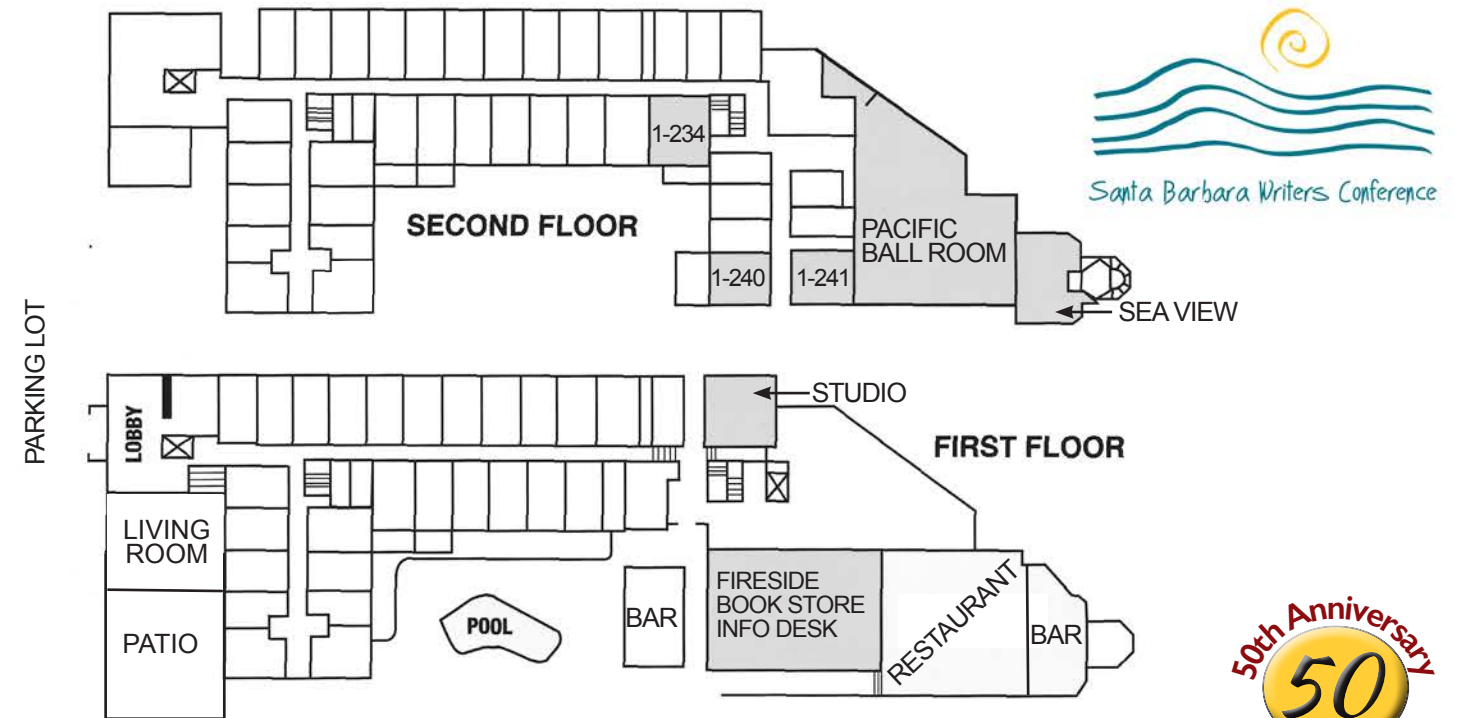 1-234
SECOND FLOOR
PACIFIC
BALL ROOM
1-240
1-241
SEA VIEW
Santa Barbara Writers Conference
PARKING LOT
LOBBY
STUDIO
FIRST FLOOR
LIVING
ROOM
PATIO
POOL
BAR
FIRESIDE
BOOK STORE
INFO DESK
RESTAURANT
BAR
50th Anniversary
50